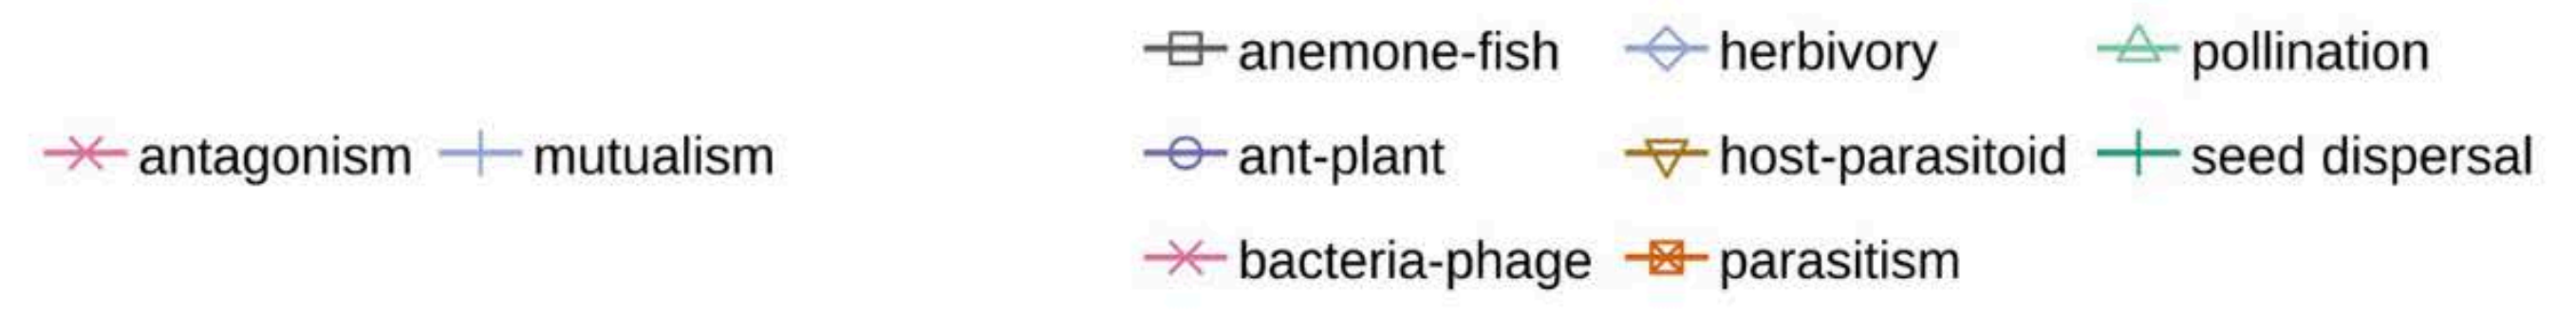 anemone-fish herbivory pollination
antagonism mutualism ant-plant host-parasitoid seed dispersal
bacteria-phage parasitism